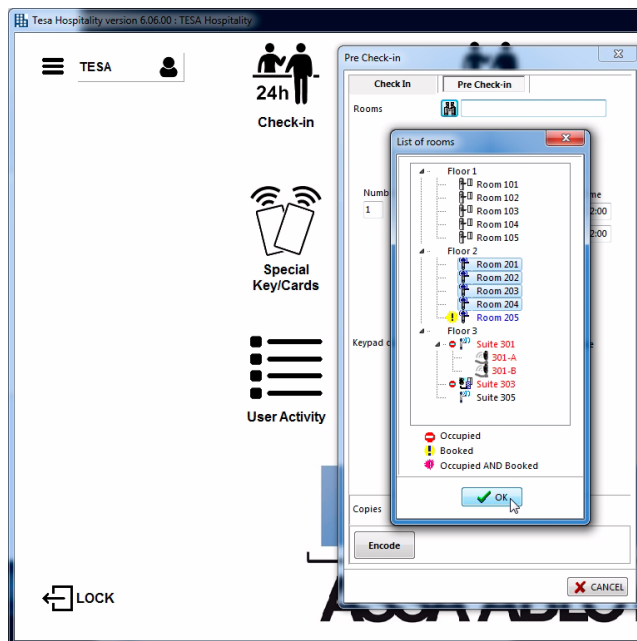 Tesa Hospitality version 6.06.00 : TESA Hospitality
TESA
24h
Check-in
Special
Key/Cards
User Activity
LOCK
Pre Check-in
Check In
Pre Check-in
Rooms
Numb
1
me
2:00
2:00
Keypad c
e
Copies
Encode
CANCEL
List of rooms
Floor 1
Room 101
Room 102
Room 103
Room 104
Room 105
Floor 2
Room 201
Room 202
Room 203
Room 204
Room 205
Floor 3
Suite 301
301-A
301-B
Suite 303
Suite 305
Occupied
Booked
Occupied AND Booked
OK